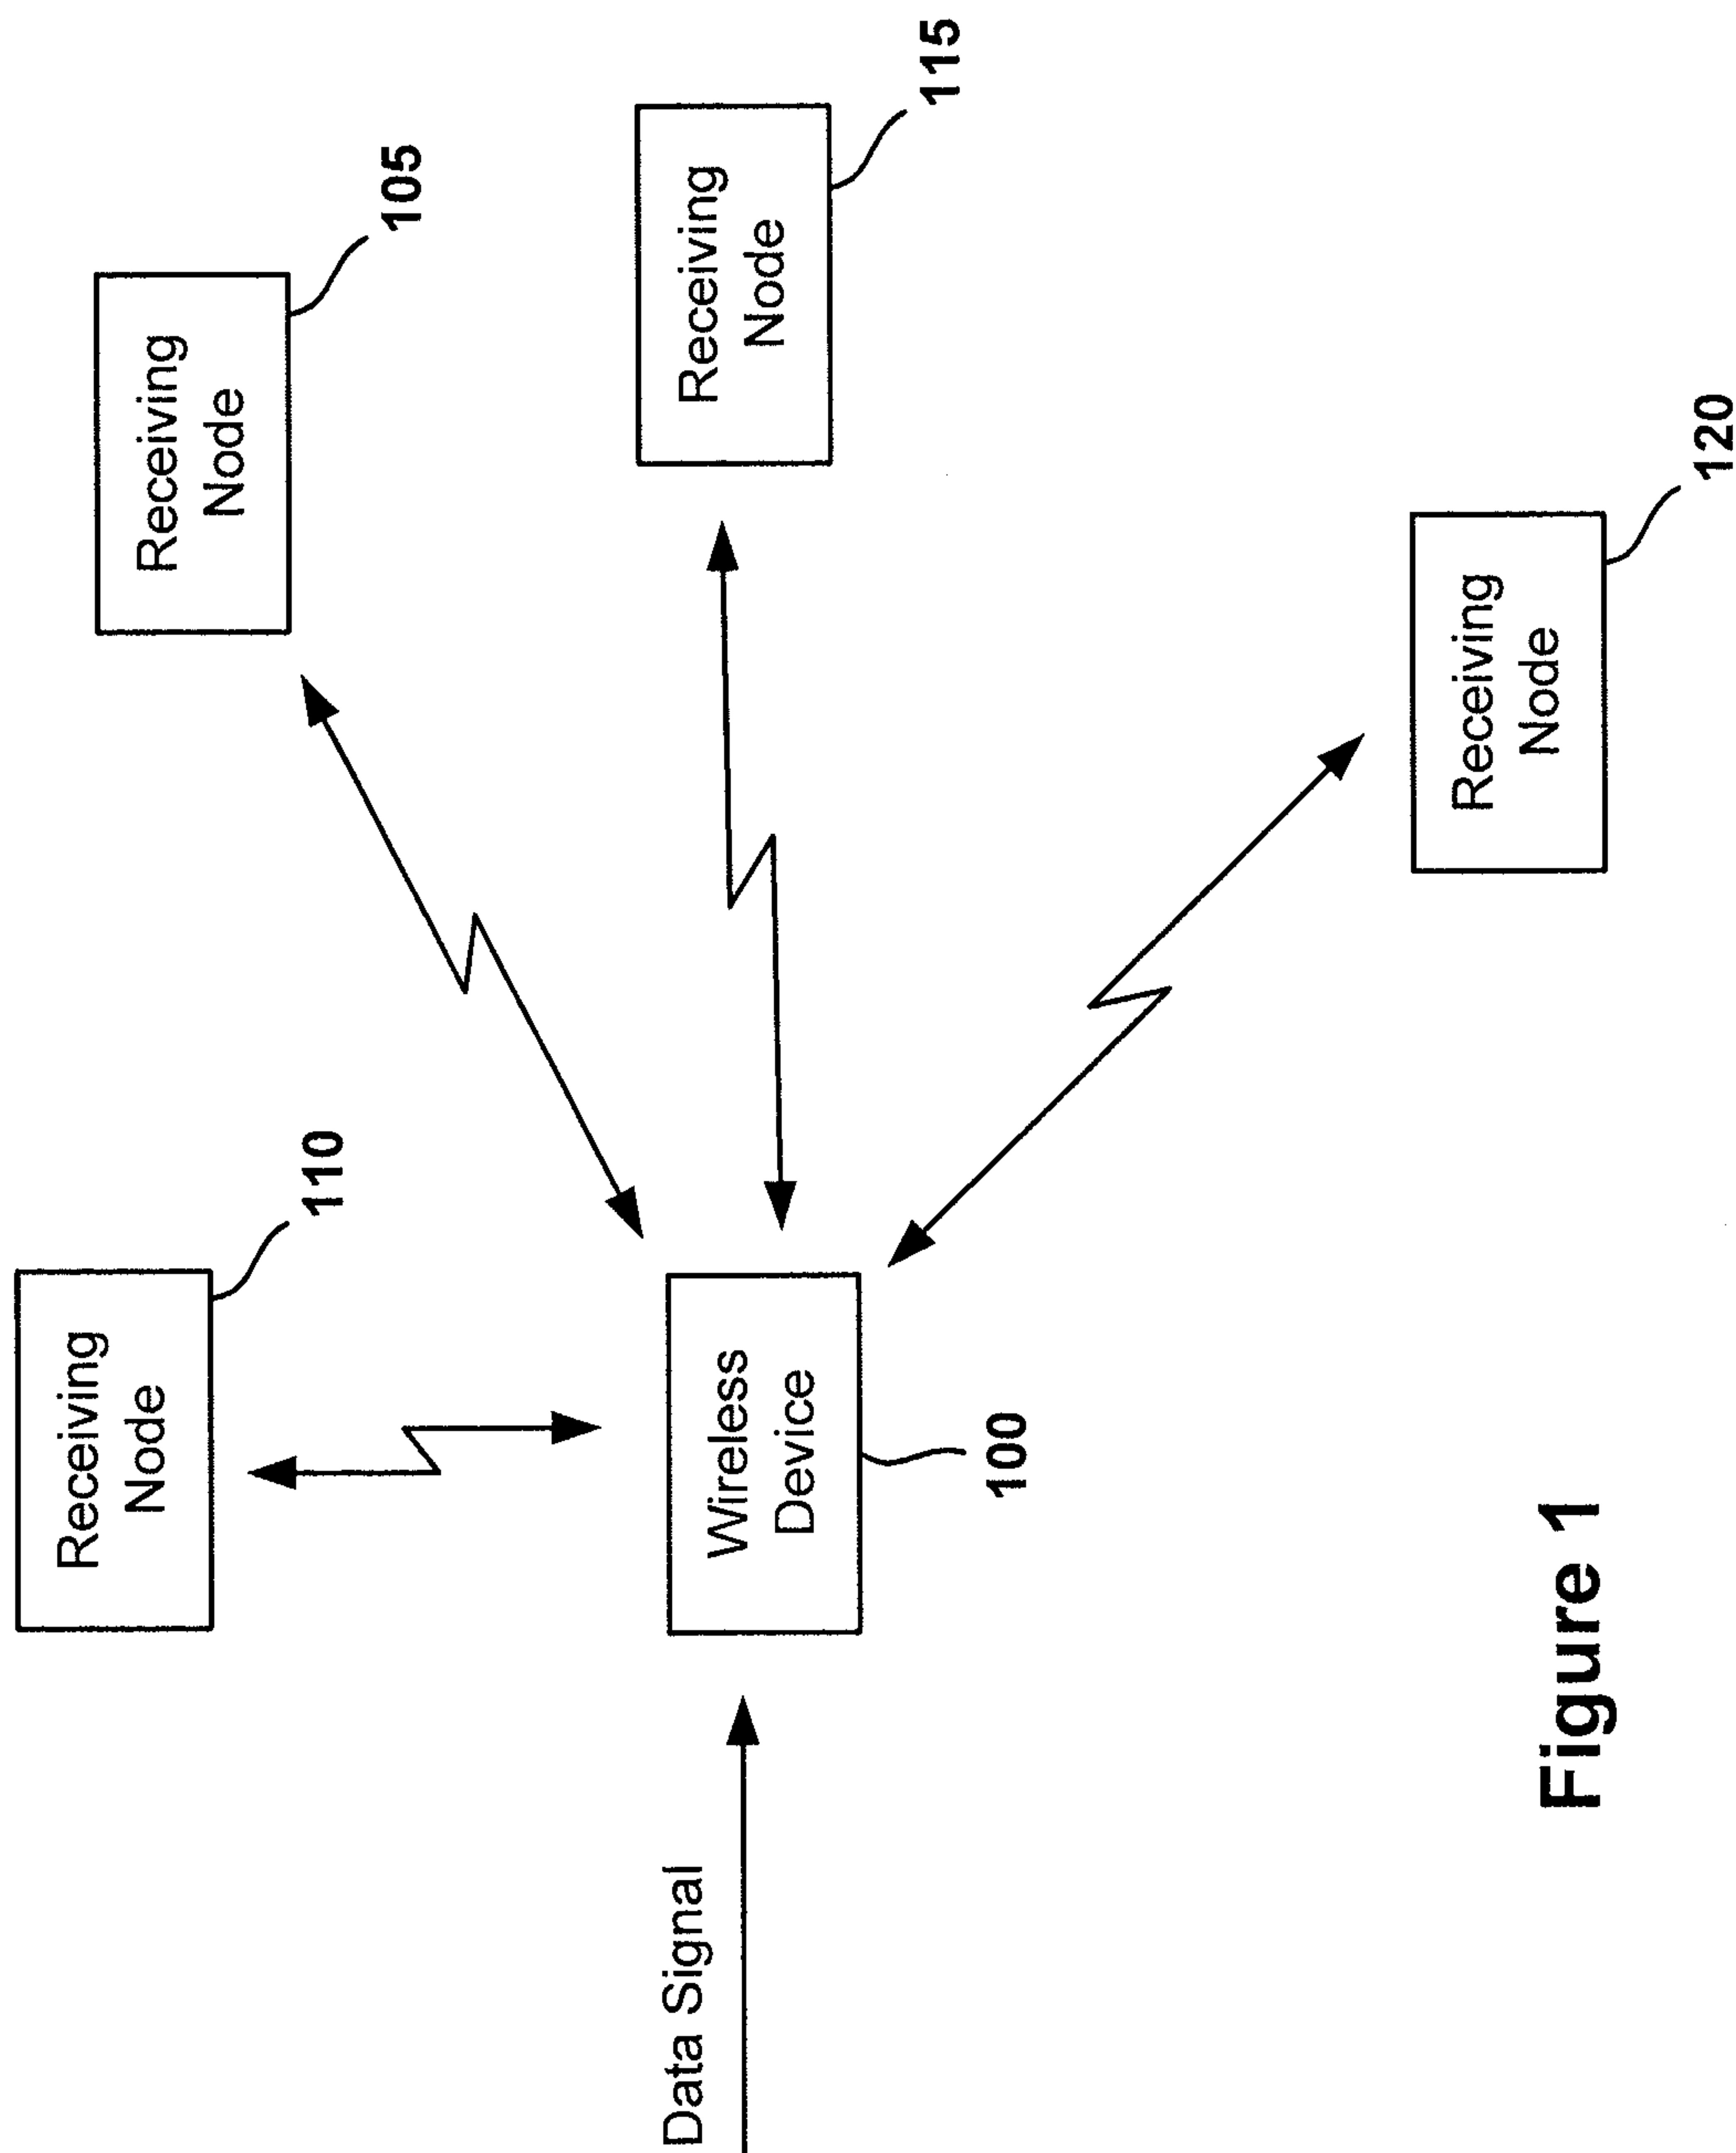 Receiving
Node
110
Receiving
Node
105
Data Signal
Wireless
Device
100
Receiving
Node
115
Receiving
Node
120
Figure 1